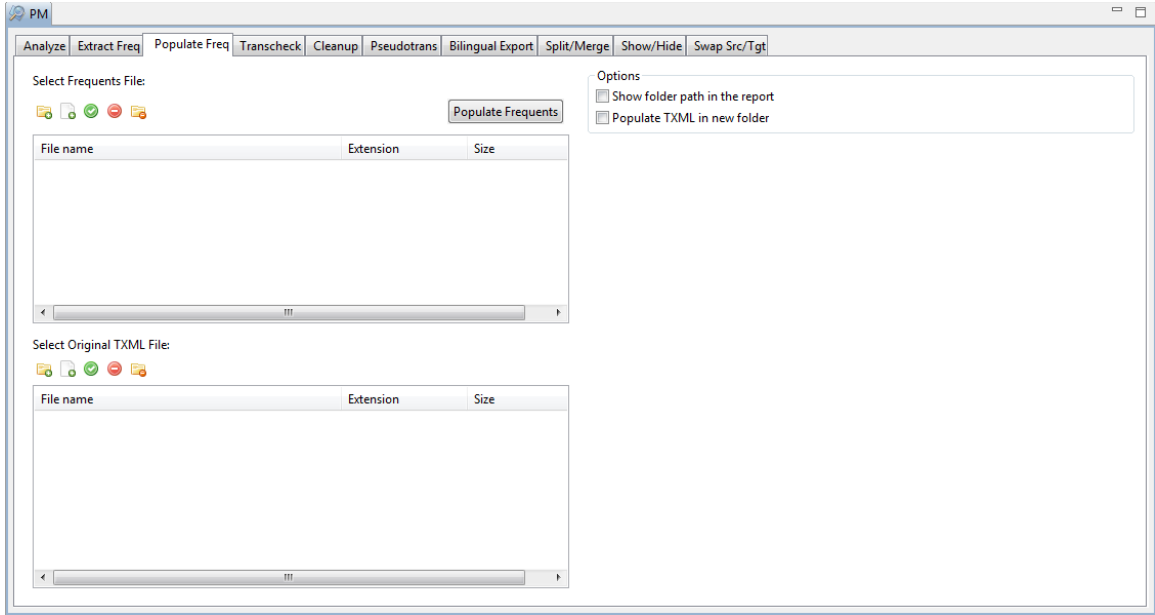 PM
Analyze Extract Freq Populate Freq Transcheck Cleanup Pseudotrans Bilingual Export Split/Merge Show/Hide Swap Src/Tgt
Select Frequents File:
Populate Frequents
File name Extension Size
Select Original TXML File:
File name Extension Size
Options
Show folder path in the report
Populate TXML in new folder